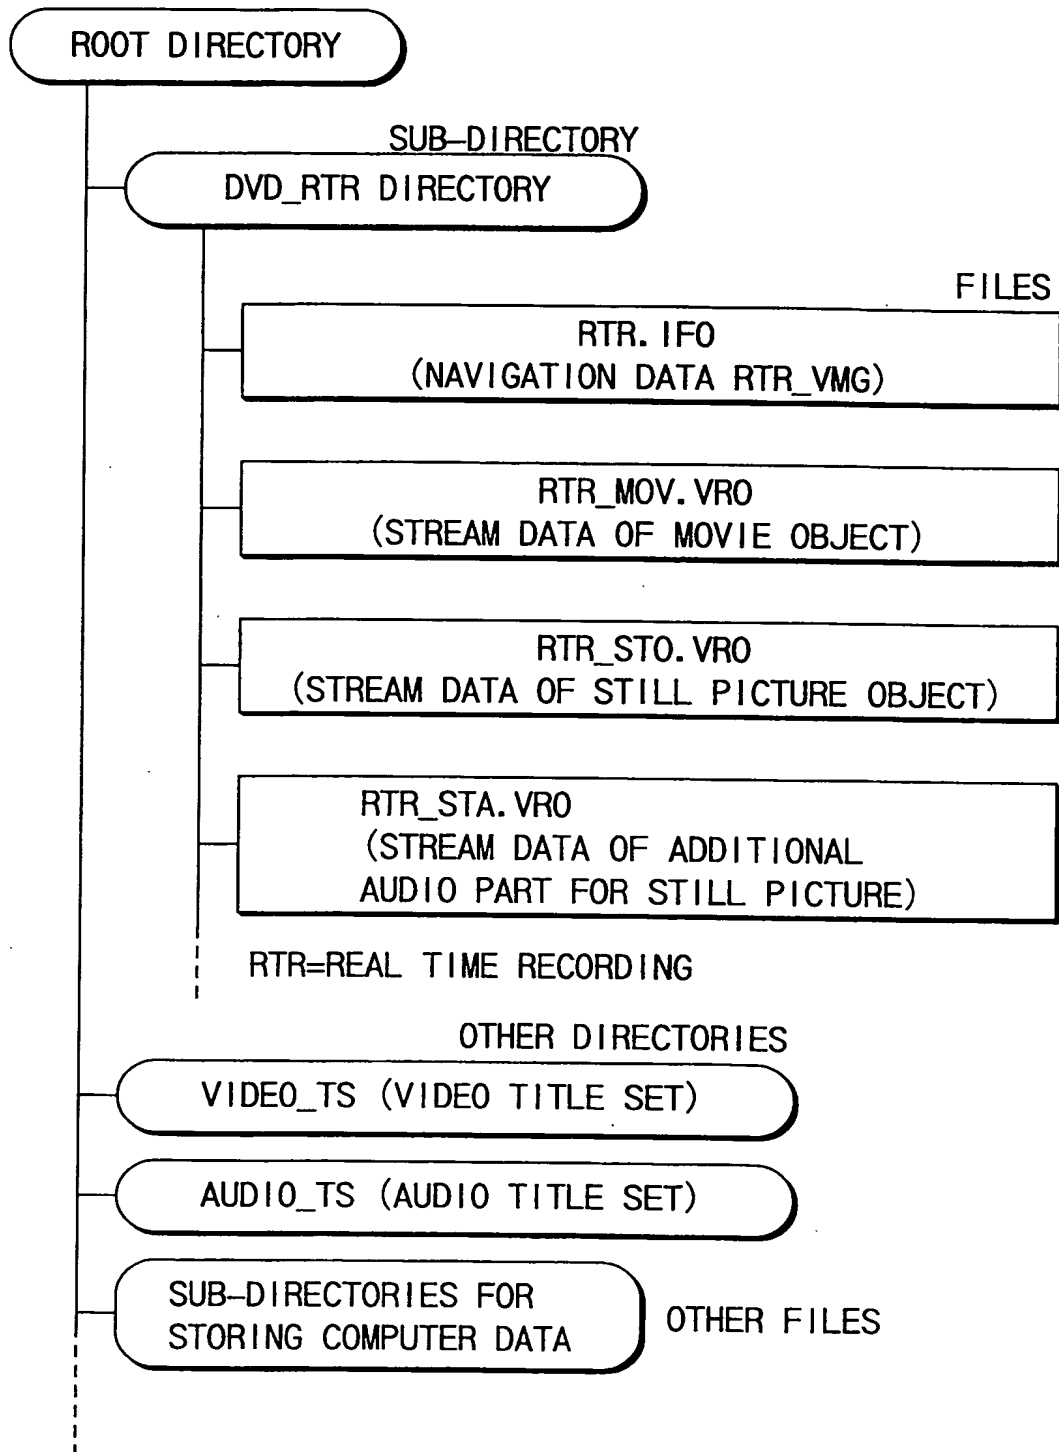 ROOT DIRECTORY
SUB-DIRECTORY
DVD_RTR DIRECTORY
FILES
RTR.IFO
(NAVIGATION DATA RTR_VMG)
RTR_MOV.VRO
(STREAM DATA OF MOVIE OBJECT)
RTR_STO.VRO
(STREAM DATA OF STILL PICTURE OBJECT)
RTR_STA.VRO
(STREAM DATA OF ADDITIONAL
AUDIO PART FOR STILL PICTURE)
RTR=REAL TIME RECORDING
OTHER DIRECTORIES
VIDEO_TS (VIDEO TITLE SET)
AUDIO_TS (AUDIO TITLE SET)
SUB-DIRECTORIES FOR
STORING COMPUTER DATA
OTHER FILES